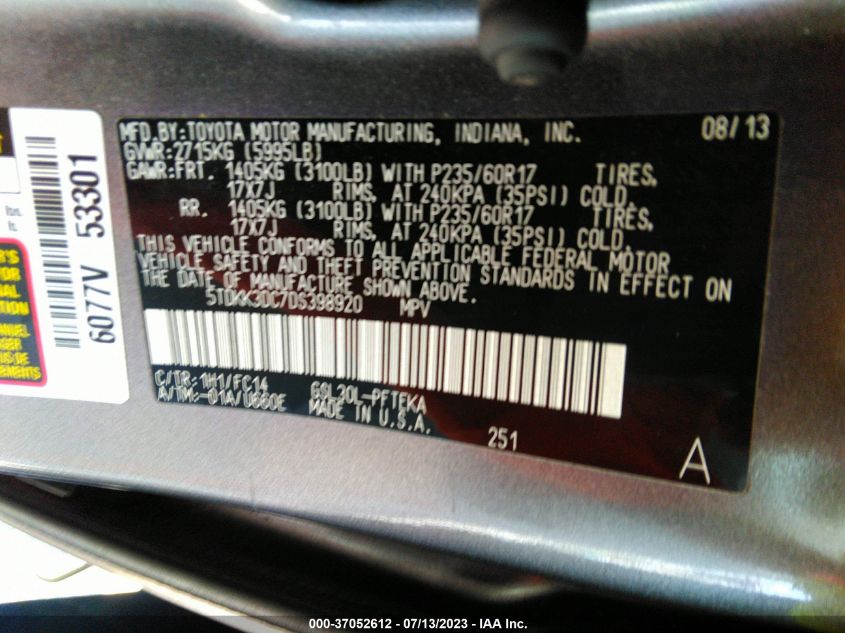 MFD.BY:TOYOTA MOTOR MANUFACTURING, INDIANA, INC. 08/13
GVWR:2715KG (5995LB)
GAWR:FRT. 1405KG (3100LB) WITH P235/60R17 TIRES,
17X7J RIMS, AT 240KPA (35PSI) COLD.
RR. 1405KG (3100LB) WITH P235/60R17 TIRES,
17X7J RIMS, AT 240KPA (35PSI) COLD.
THIS VEHICLE CONFORMS TO ALL APPLICABLE FEDERAL MOTOR
VEHICLE SAFETY AND THEFT PREVENTION STANDARDS IN EFFECT ON
THE DATE OF MANUFACTURE SHOWN ABOVE.
5TDKK3DC7DS398920 MPV
C/TR:1H1/FC14 GSL30L-PFTEKA
A/TM:-01A/U660E MADE IN U.S.A.
251
A
6077V 53301
000-37052612 - 07/13/2023 - IAA Inc.